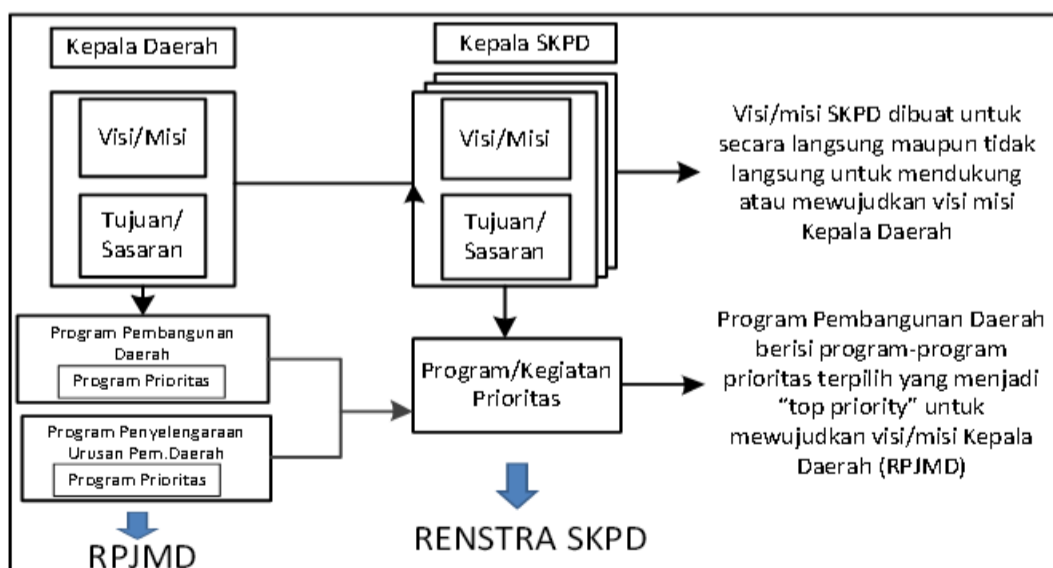 Kepala Daerah
Visi/Misi
Tujuan/
Sasaran
Program Pembangunan
Daerah
Program Prioritas
Program Penyelengaraan
Urusan Pem.Daerah
Program Prioritas
RPJMD
Kepala SKPD
Visi/Misi
Tujuan/
Sasaran
Program/Kegiatan
Prioritas
RENSTRA SKPD
Visi/misi SKPD dibuat untuk
secara langsung maupun tidak
langsung untuk mendukung
atau mewujudkan visi misi
Kepala Daerah
Program Pembangunan Daerah
berisi program-program
prioritas terpilih yang menjadi
“top priority” untuk
mewujudkan visi/misi Kepala
Daerah (RPJMD)